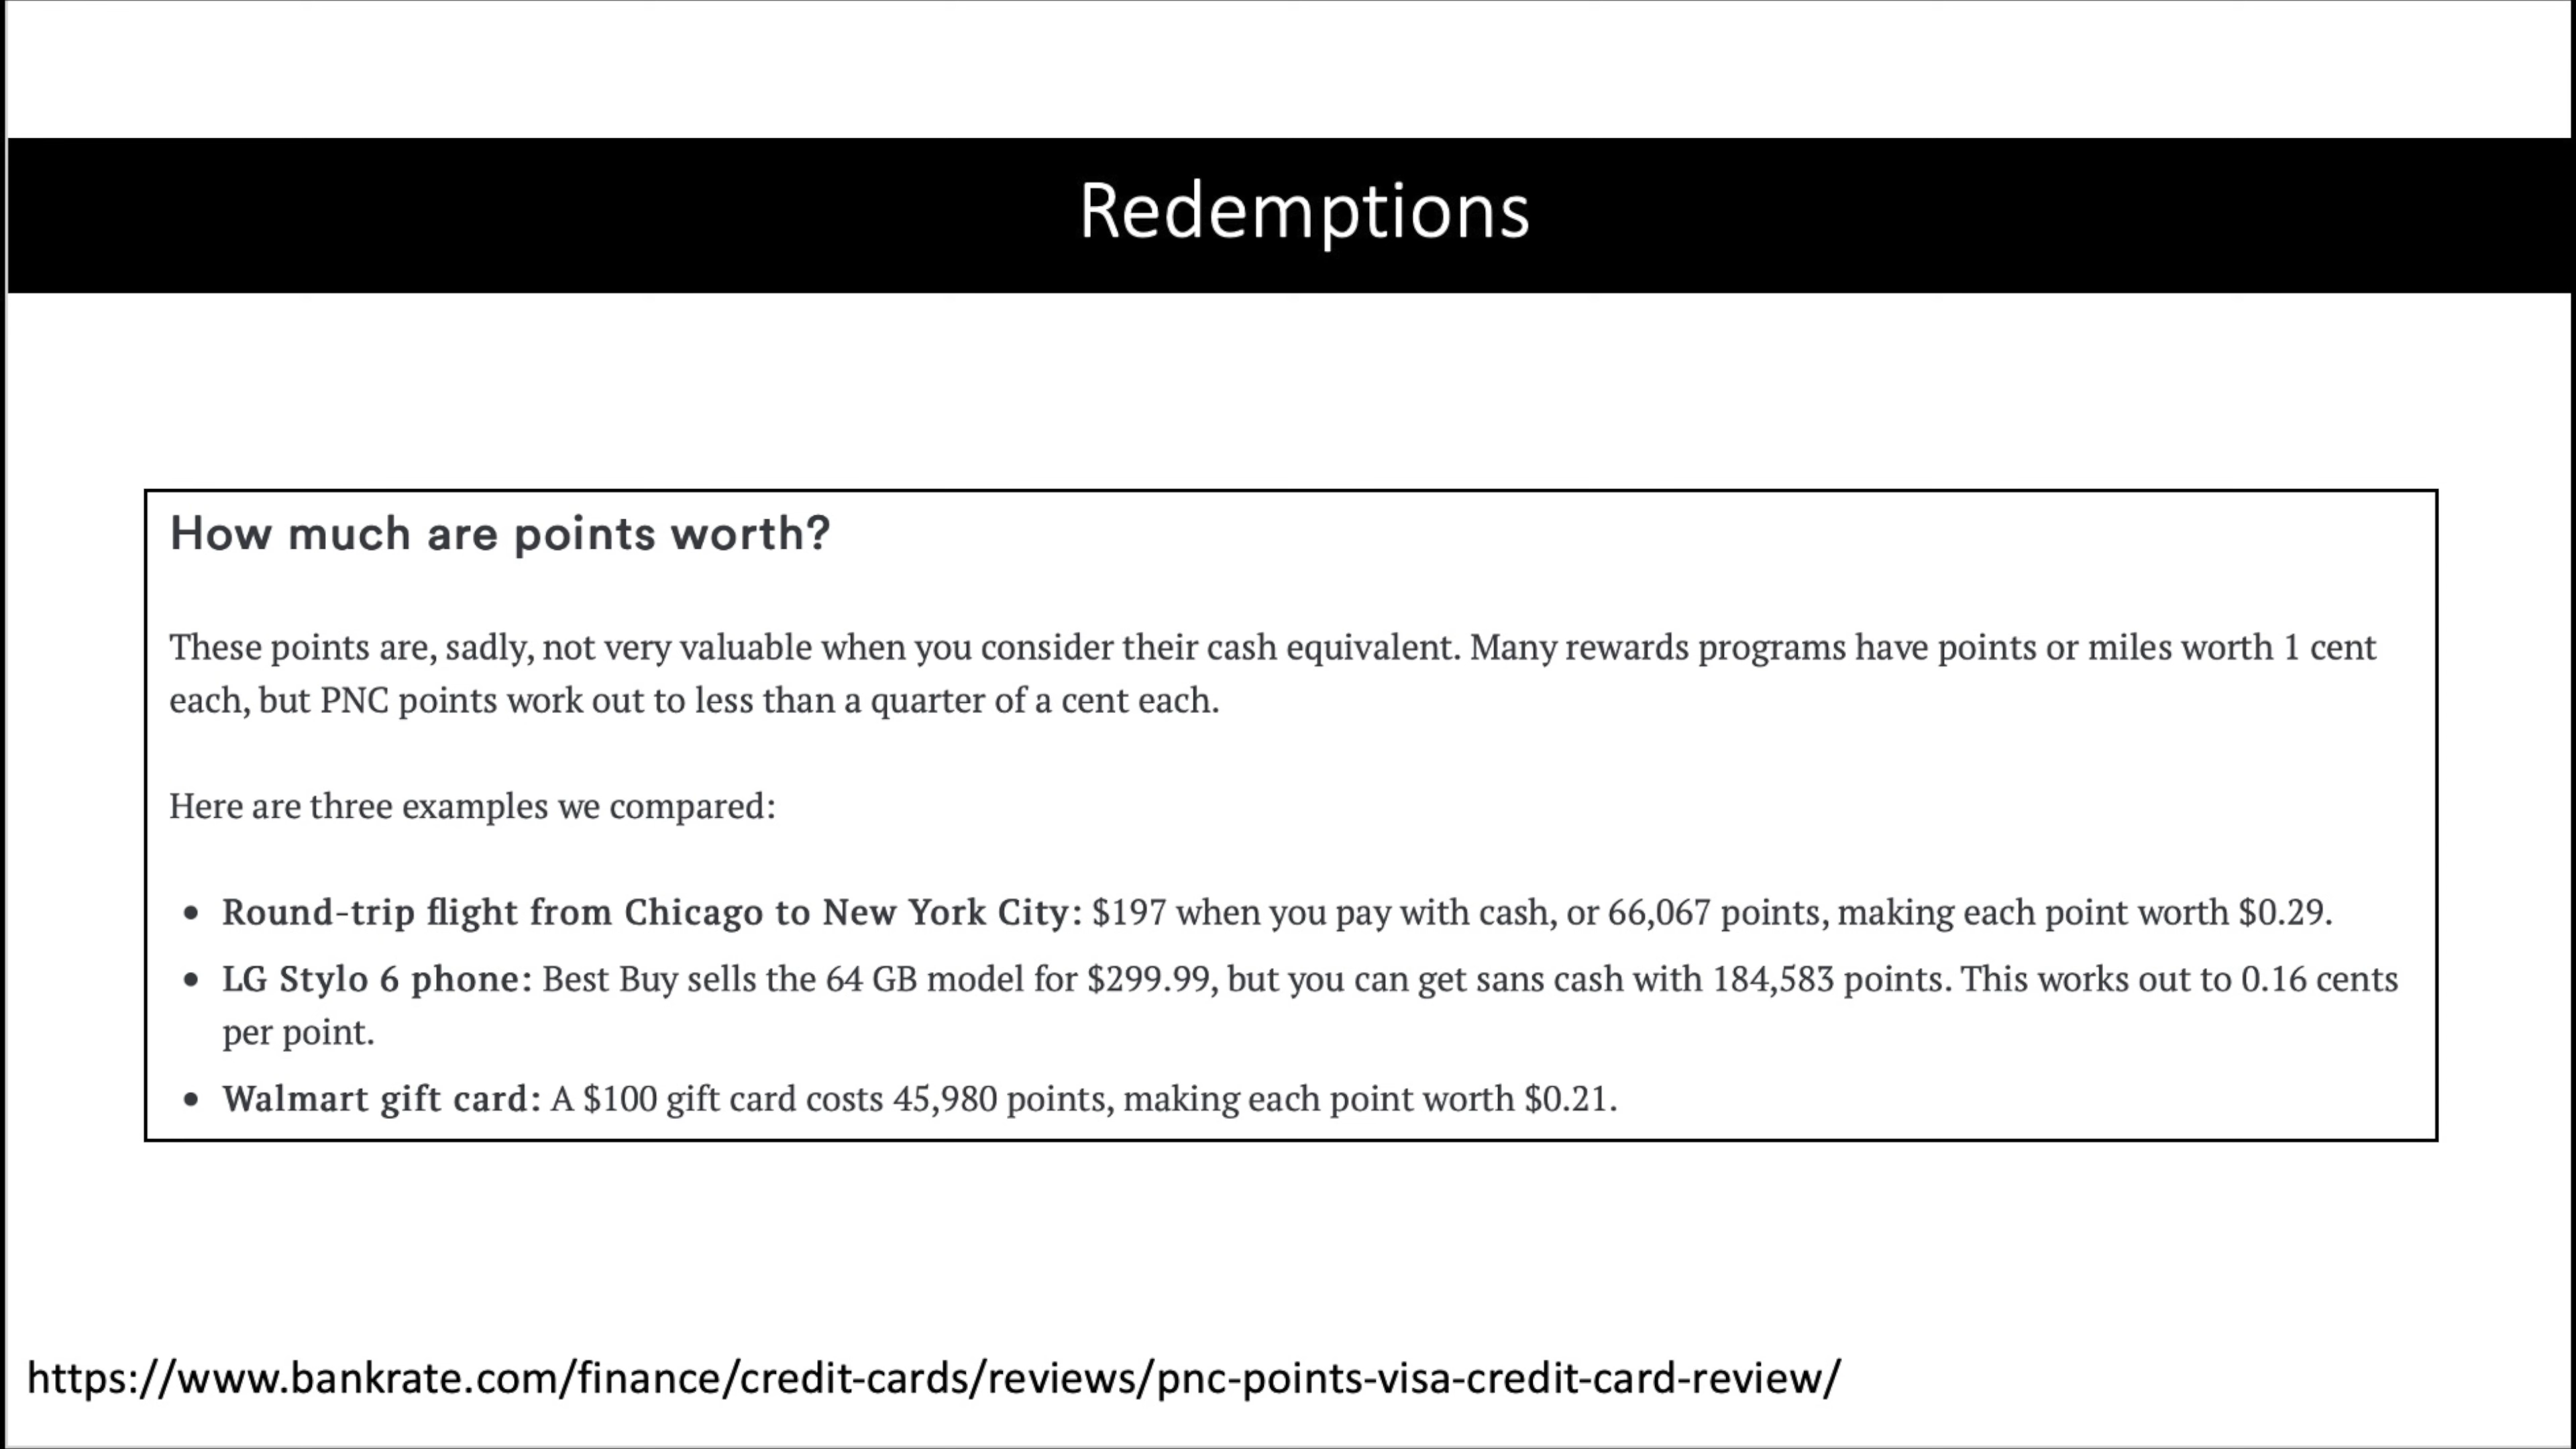 Redemptions
How much are points worth?
These points are, sadly, not very valuable when you consider their cash equivalent. Many rewards programs have points or miles worth 1 cent
each, but PNC points work out to less than a quarter of a cent each.
Here are three examples we compared:
• Round-trip flight from Chicago to New York City: $197 when you pay with cash, or 66,067 points, making each point worth $0.29.
• LG Stylo 6 phone: Best Buy sells the 64 GB model for $299.99, but you can get sans cash with 184,583 points. This works out to 0.16 cents
per point.
• Walmart gift card: A $100 gift card costs 45,980 points, making each point worth $0.21.
https://www.bankrate.com/finance/credit-cards/reviews/pnc-points-visa-credit-card-review/